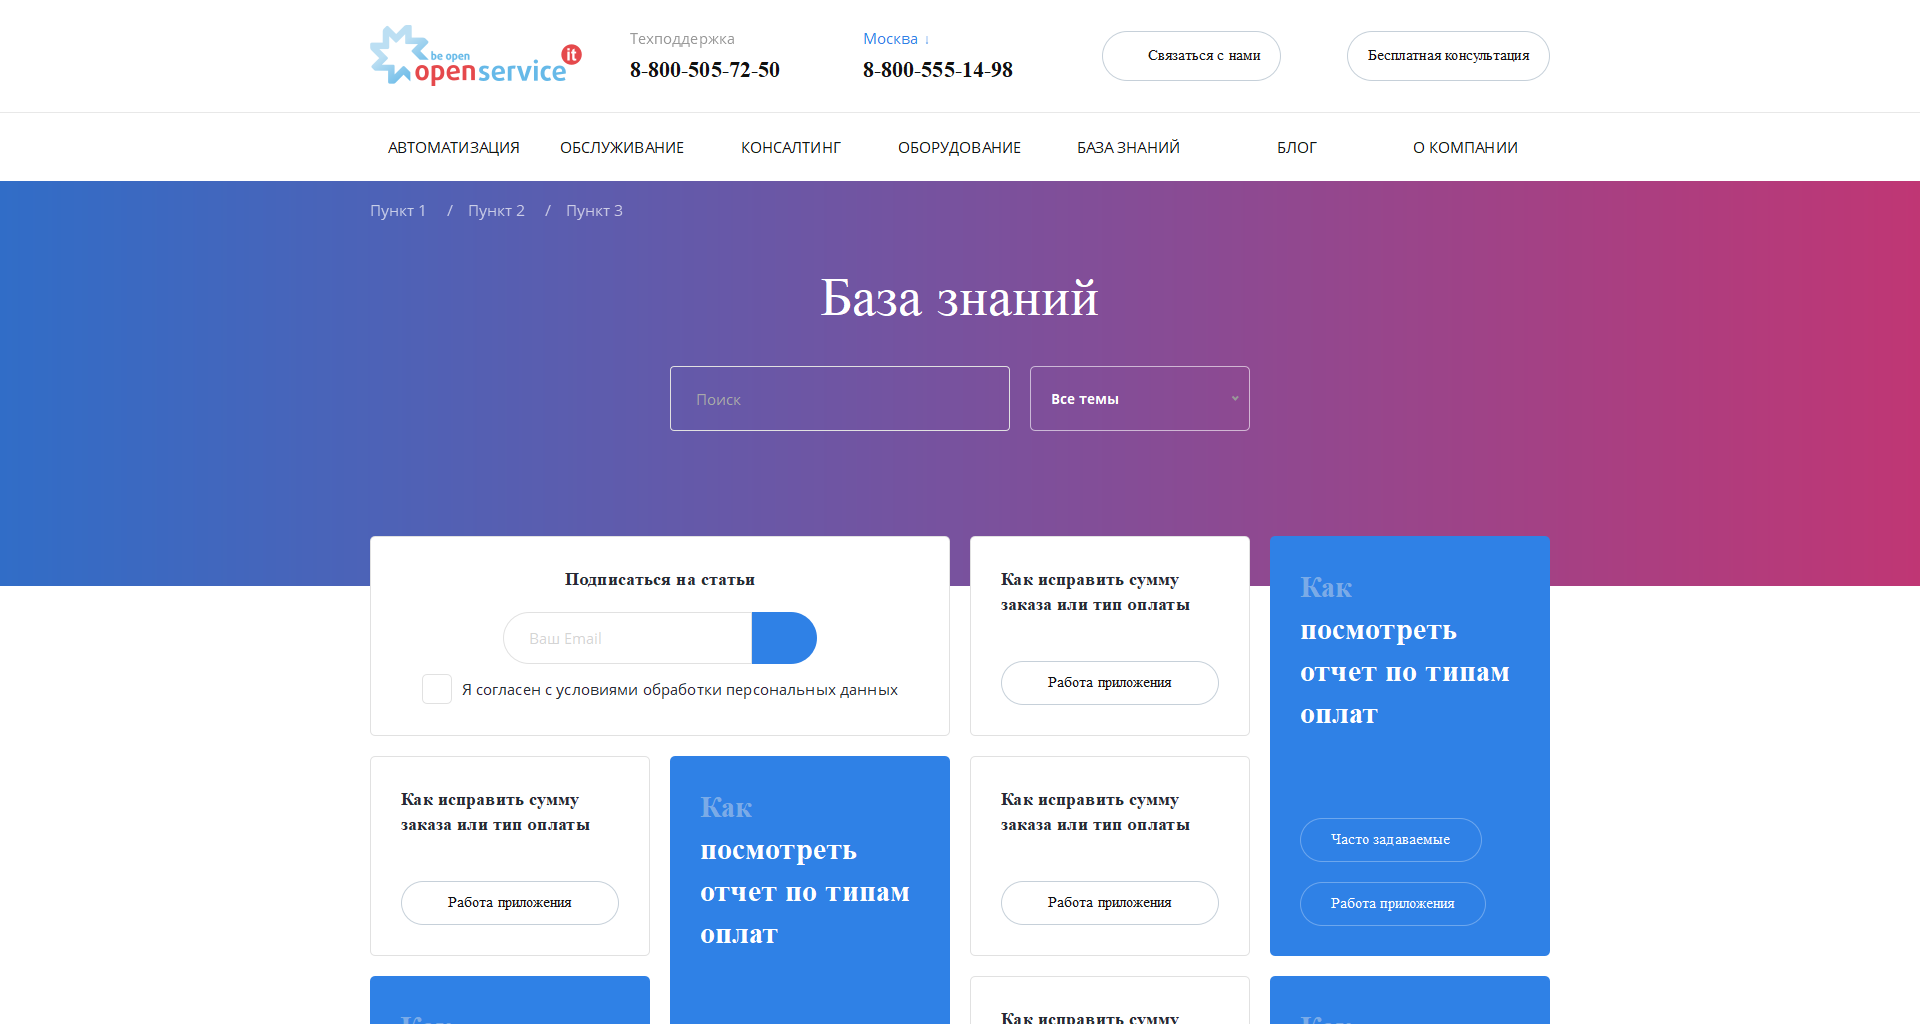 be open
openservice
it
Техподдержка
8-800-505-72-50
Москва ↓
8-800-555-14-98
Связаться с нами
Бесплатная консультация
АВТОМАТИЗАЦИЯ
ОБСЛУЖИВАНИЕ
КОНСАЛТИНГ
ОБОРУДОВАНИЕ
БАЗА ЗНАНИЙ
БЛОГ
О КОМПАНИИ
Пункт 1 / Пункт 2 / Пункт 3
База знаний
Поиск
Все темы
Подписаться на статьи
Ваш Email
Я согласен с условиями обработки персональных данных
Как исправить сумму
заказа или тип оплаты
Работа приложения
Как
посмотреть
отчет по типам
оплат
Часто задаваемые
Работа приложения
Как исправить сумму
заказа или тип оплаты
Работа приложения
Как
посмотреть
отчет по типам
оплат
Как исправить сумму
заказа или тип оплаты
Работа приложения
Как
Как исправить сумму
Как